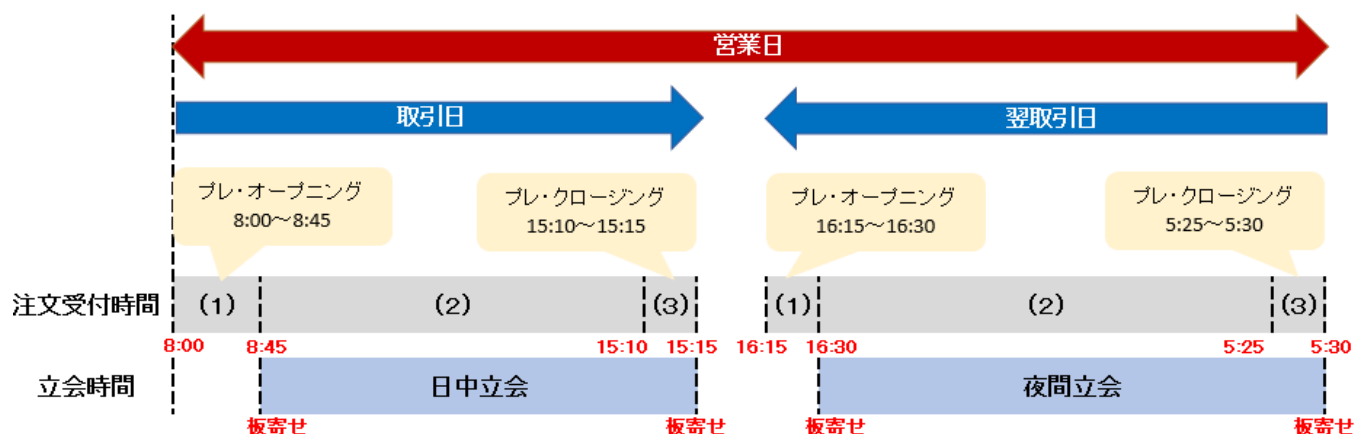 営業日
取引日
翌取引日
プレ・オープニング
8:00～8:45
プレ・クロージング
15:10～15:15
プレ・オープニング
16:15～16:30
プレ・クロージング
5:25～5:30
注文受付時間
(1)
(2)
(3)
(1)
(2)
(3)
8:00
8:45
15:10
15:15
16:15
16:30
5:25
5:30
立会時間
日中立会
夜間立会
板寄せ
板寄せ
板寄せ
板寄せ